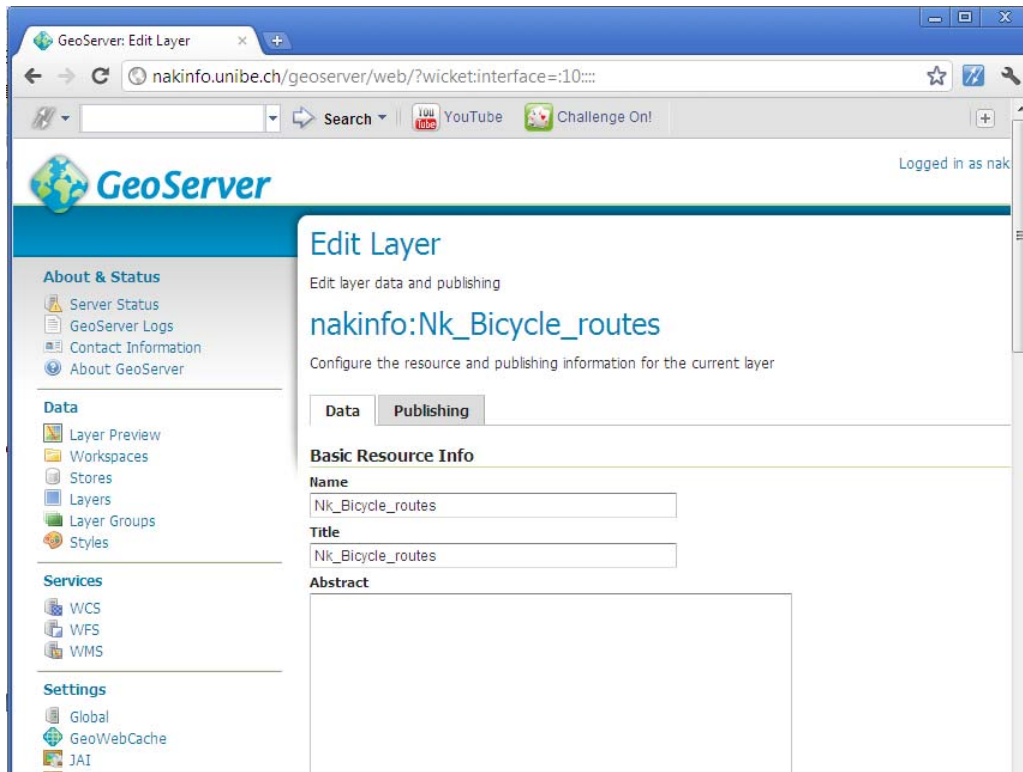 GeoServer: Edit Layer
nakinfo.unibe.ch/geoserver/web/?wicket:interface=:10::::
Search
You Tube YouTube
Challenge On!
Logged in as nak
GeoServer
About & Status
Server Status
GeoServer Logs
Contact Information
About GeoServer
Data
Layer Preview
Workspaces
Stores
Layers
Layer Groups
Styles
Services
WCS
WFS
WMS
Settings
Global
GeoWebCache
JAI
Edit Layer
Edit layer data and publishing
nakinfo:Nk_Bicycle_routes
Configure the resource and publishing information for the current layer
Data
Publishing
Basic Resource Info
Name
Nk_Bicycle_routes
Title
Nk_Bicycle_routes
Abstract